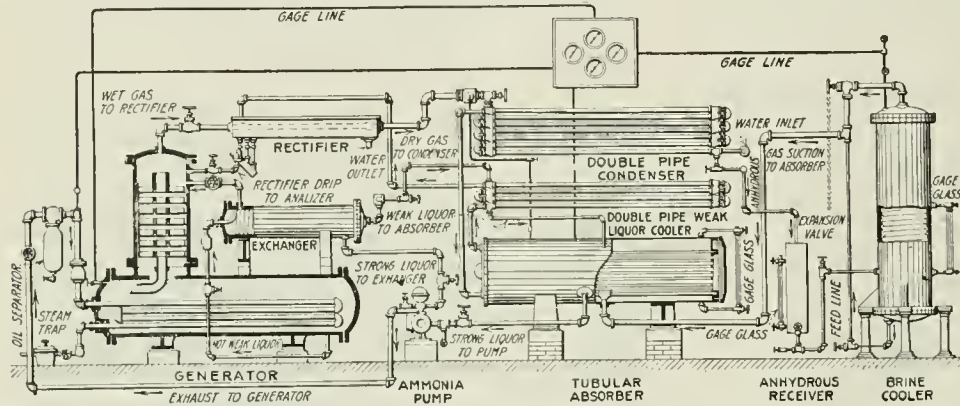 GAGE LINE
GAGE LINE
WET GAS
TO RECTIFIER
RECTIFIER
DRY GAS
TO CONDENSER
WATER
OUTLET
WATER INLET
DOUBLE PIPE
CONDENSER
GAS SUCTION
TO ABSORBER
ANHYDROUS
GAGE
GLASS
RECTIFIER DRIP
TO ANALIZER
WEAK LIQUOR
TO ABSORBER
DOUBLE PIPE WEAK
LIQUOR COOLER
EXPANSION
VALVE
EXCHANGER
STRONG LIQUOR
TO EXHANGER
GAGE GLASS
OIL SEPARATOR
STEAM
TRAP
HOT WEAK LIQUOR
STRONG LIQUOR
TO PUMP
GAGE GLASS
FEED LINE
GENERATOR
EXHAUST TO GENERATOR
AMMONIA
PUMP
TUBULAR
ABSORBER
ANHYDROUS
RECEIVER
BRINE
COOLER